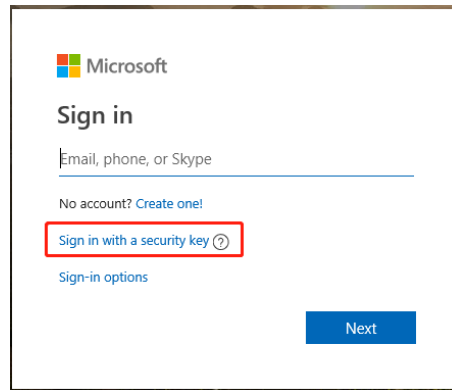 Microsoft
Sign in
Email, phone, or Skype
No account? Create one!
Sign in with a security key ?
Sign-in options
Next